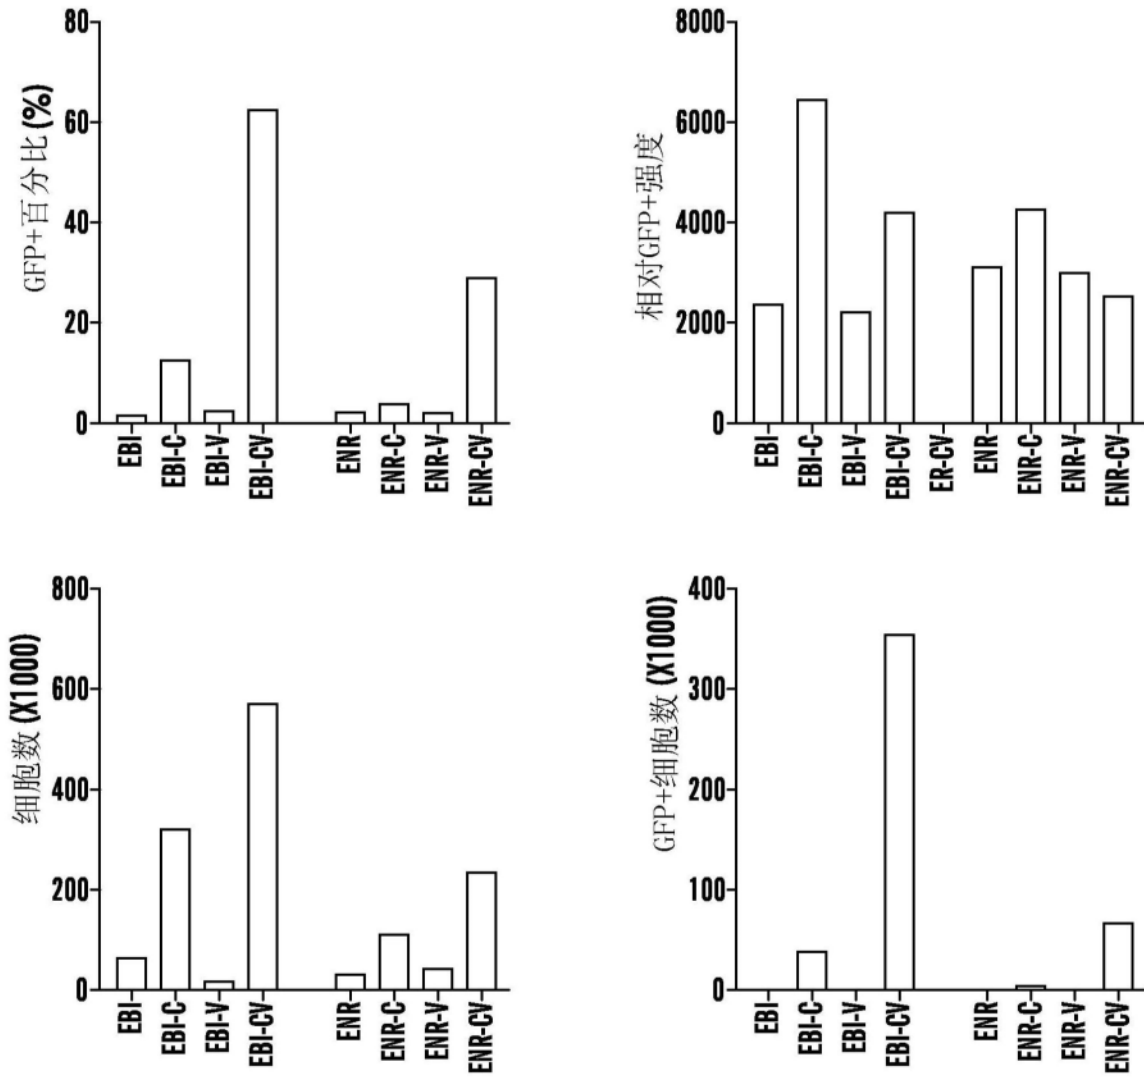 GFP+百分比(%)
80
60
40
20
0
EBI
EBI-C
EBI-V
EBI-CV
ENR
ENR-C
ENR-V
ENR-CV
相对GFP+强度
8000
6000
4000
2000
0
EBI
EBI-C
EBI-V
EBI-CV
ER-CV
ENR
ENR-C
ENR-V
ENR-CV
细胞数(X1000)
800
600
400
200
0
EBI
EBI-C
EBI-V
EBI-CV
ENR
ENR-C
ENR-V
ENR-CV
GFP+细胞数(X1000)
400
300
200
100
0
EBI
EBI-C
EBI-V
EBI-CV
ENR
ENR-C
ENR-V
ENR-CV